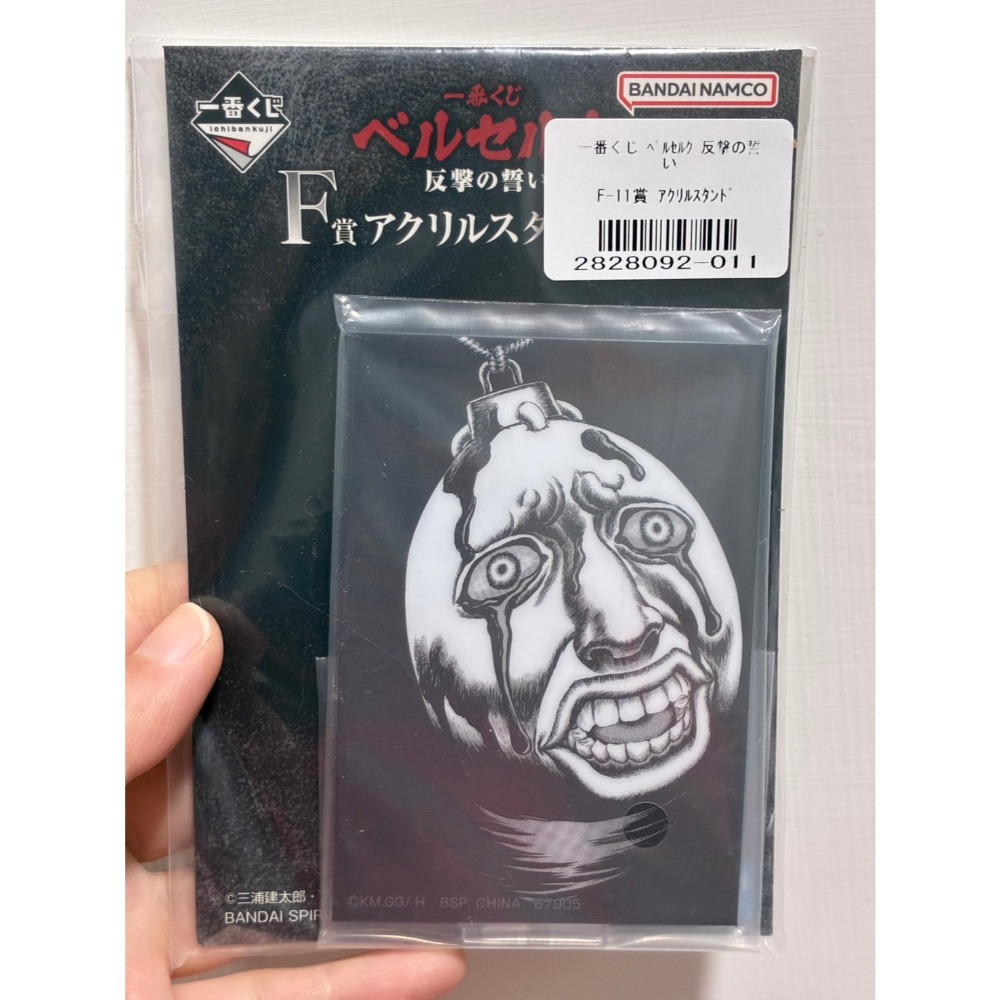 一番くじ
ichibankuji
BANDAI NAMCO
一番くじ
ベルセルク
反撃の誓い
F賞 アクリルスタ
一番くじ ﾍﾞﾙｾﾙｸ 反撃の誓
い
F-11賞 ｱｸﾘﾙｽﾀﾝﾄﾞ
2828092-011
©三浦建太郎・
BANDAI SPIR
©KM,GG/ H BSP, CHINA 67905